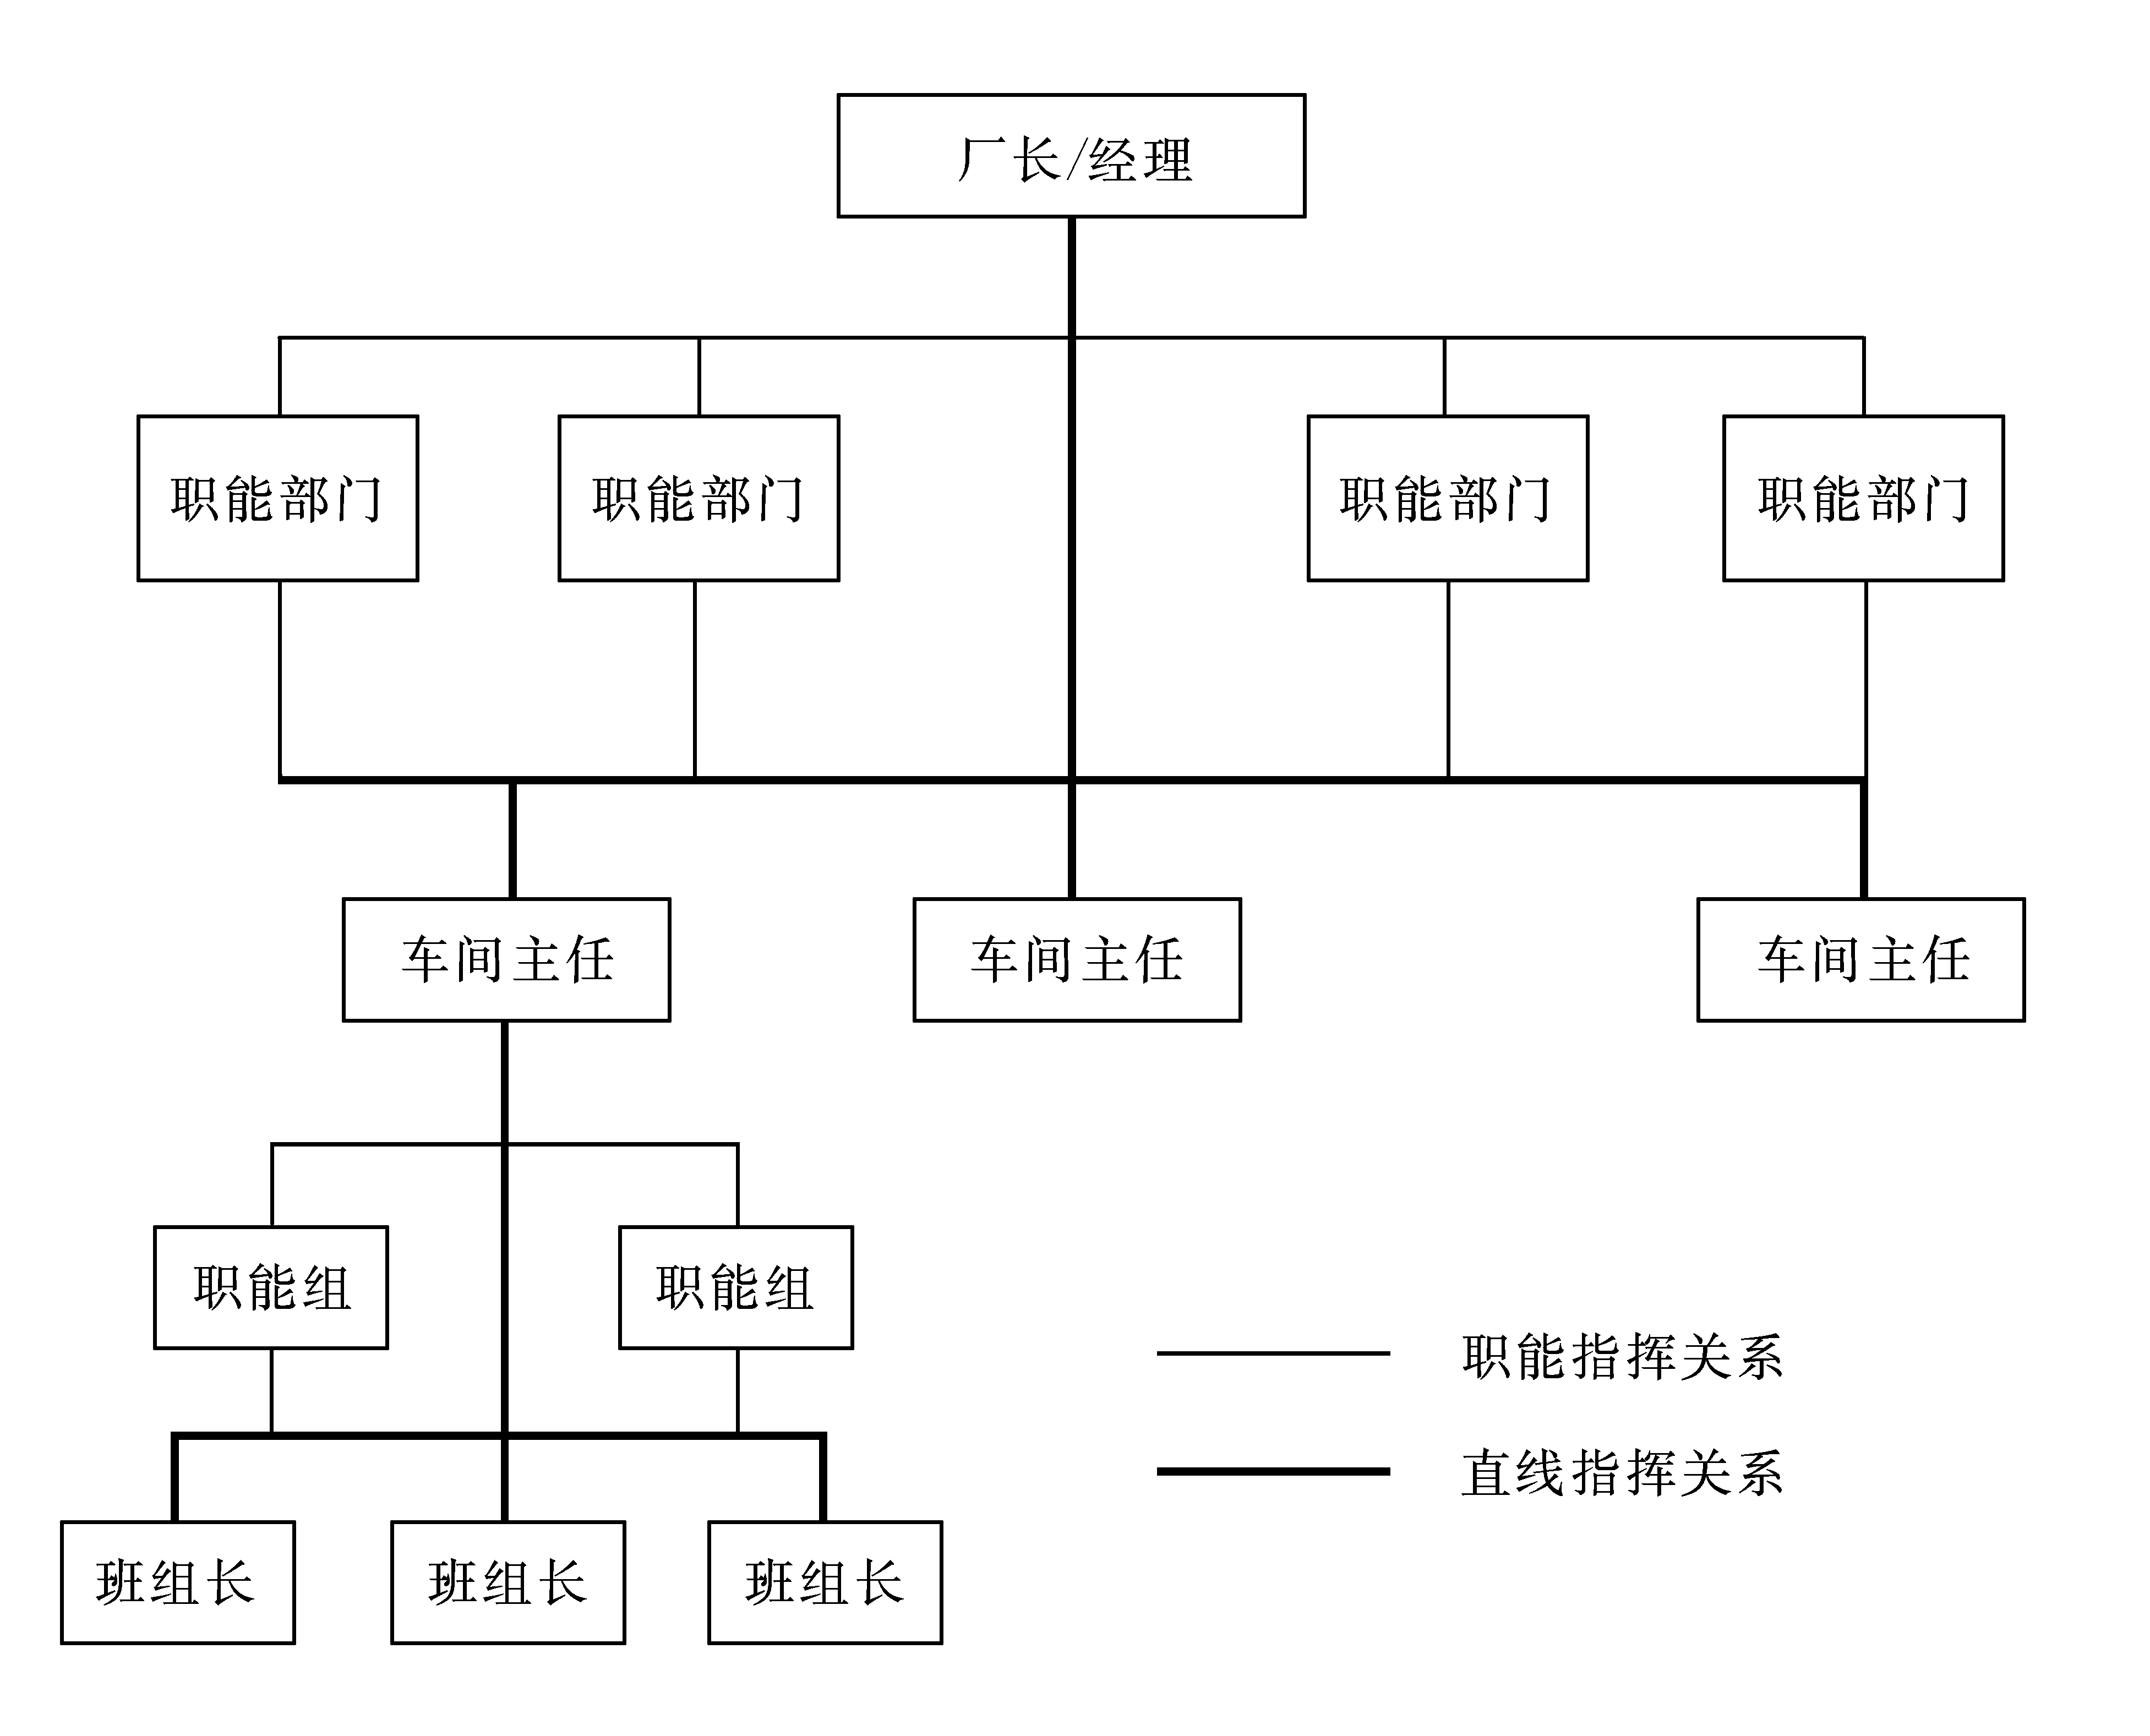 厂长/经理
职能部门
职能部门
职能部门
职能部门
车间主任
车间主任
车间主任
职能组
职能组
职能指挥关系
直线指挥关系
班组长
班组长
班组长